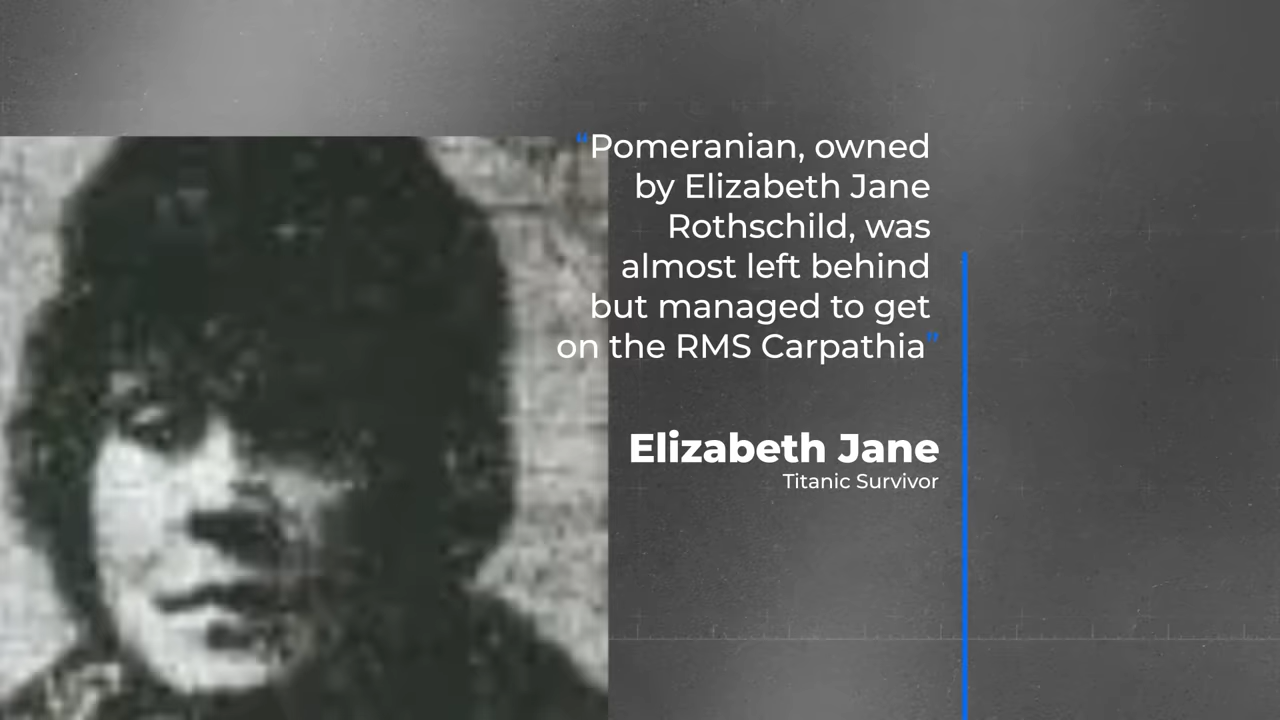 “Pomeranian, owned
by Elizabeth Jane
Rothschild, was
almost left behind
but managed to get
on the RMS Carpathia”
Elizabeth Jane
Titanic Survivor